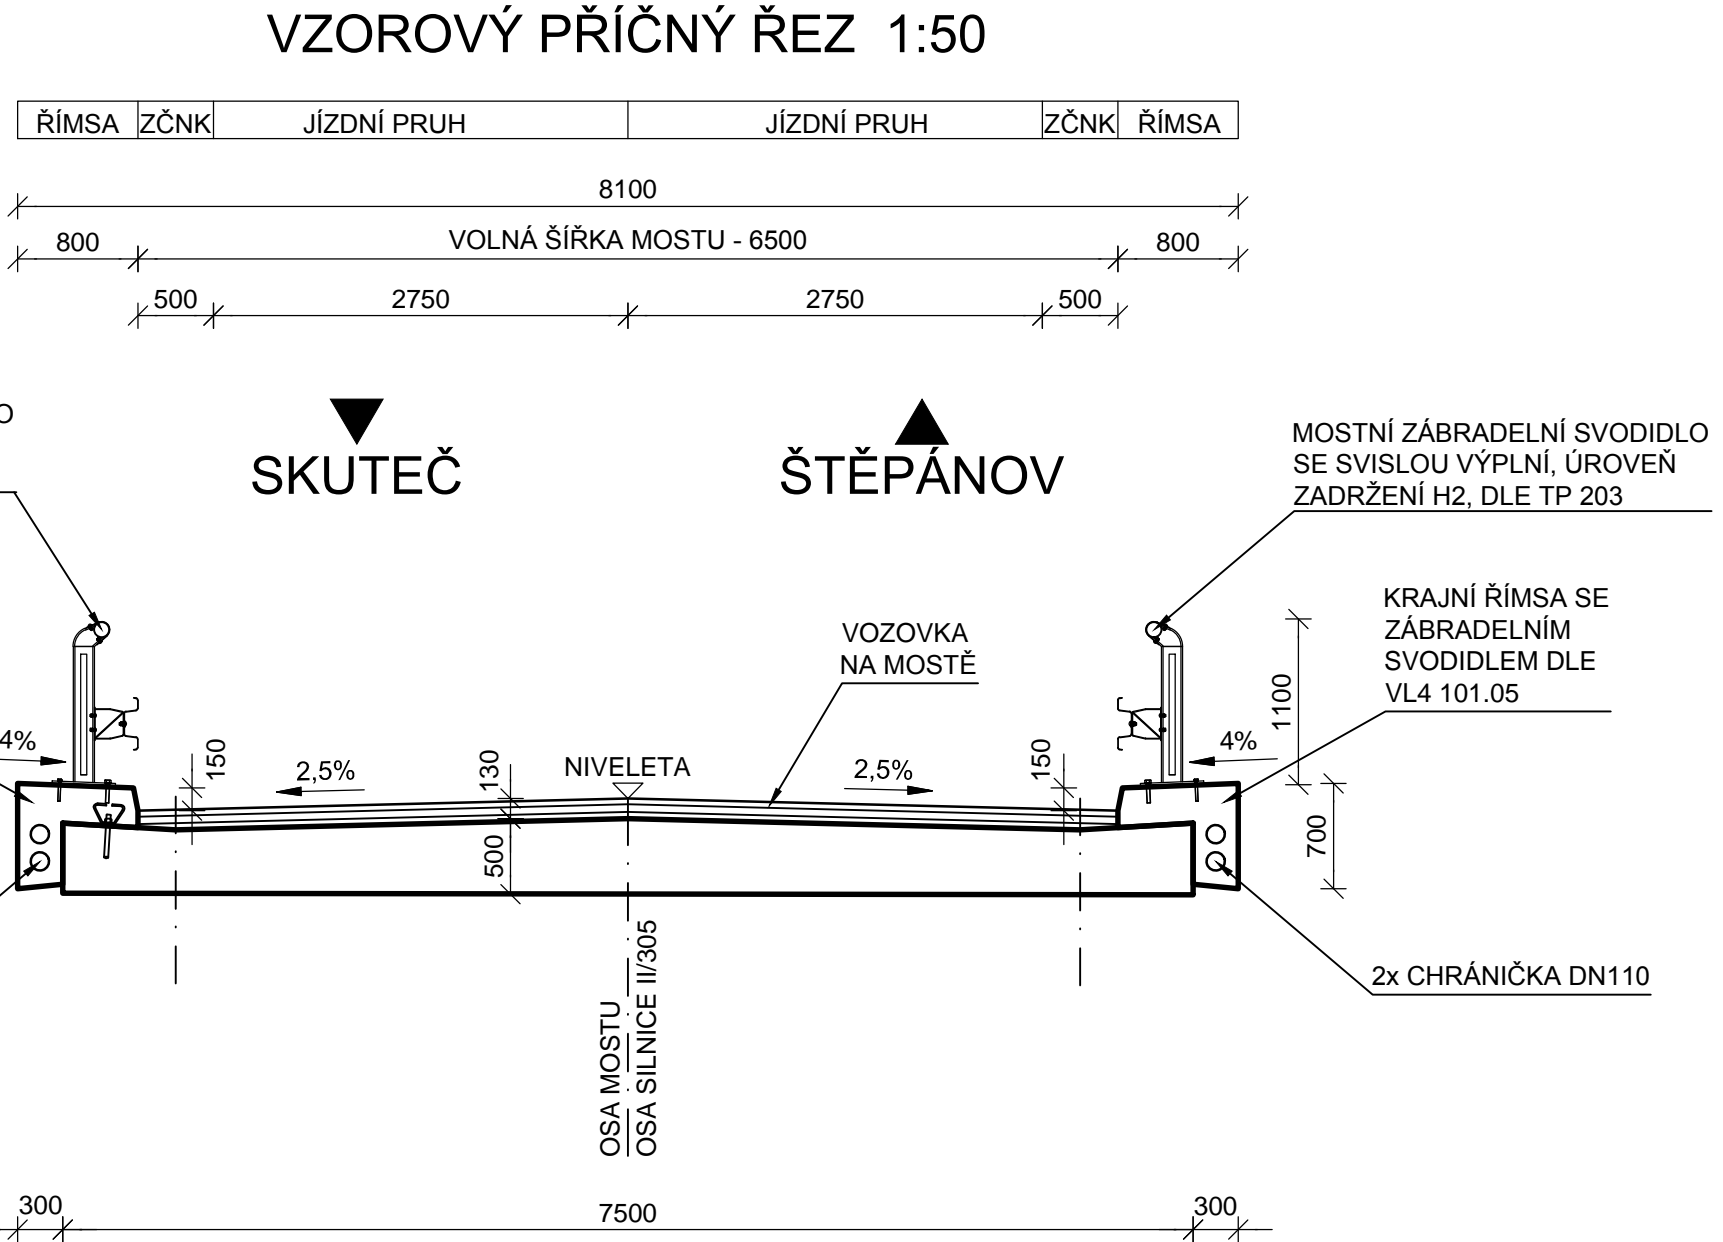 VZOROVÝ PŘÍČNÝ ŘEZ 1:50
ŘÍMSA ZČNK JÍZDNÍ PRUH JÍZDNÍ PRUH ZČNK ŘÍMSA
8100
800 VOLNÁ ŠÍŘKA MOSTU - 6500 800
500 2750 2750 500
O
SKUTEČ ŠTĚPÁNOV
MOSTNÍ ZÁBRADELNÍ SVODIDLO
SE SVISLOU VÝPLNÍ, ÚROVEŇ
ZADRŽENÍ H2, DLE TP 203
KRAJNÍ ŘÍMSA SE
ZÁBRADELNÍM
SVODIDLEM DLE
VL4 101.05
VOZOVKA
NA MOSTĚ
1100
4% 150 2,5% 130 NIVELETA 2,5% 150 4%
500
700
2x CHRÁNIČKA DN110
OSA MOSTU
OSA SILNICE II/305
300 7500 300